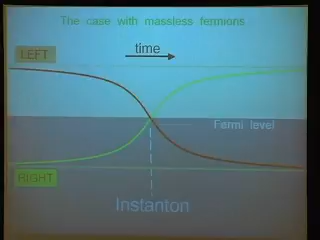 The case with massless fermions
LEFT
time
Fermi level
RIGHT
Instanton